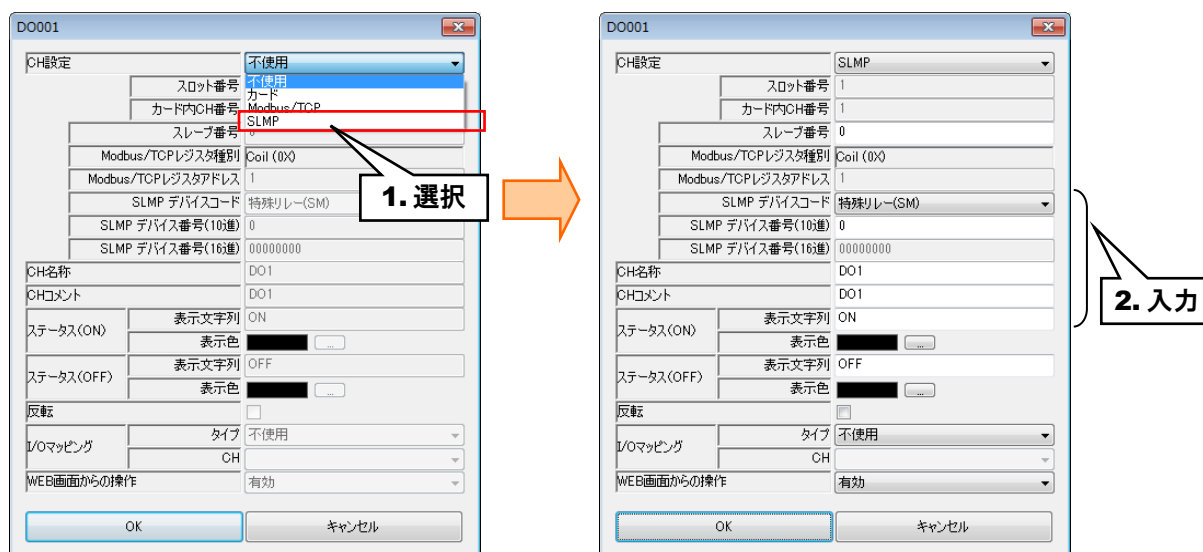 DO001
CH設定 不使用
不使用
スロット番号
カード
カード内CH番号 Modbus/TCP
SLMP
スレーブ番号 0
Modbus/TCPレジスタ種別 Coil (0X)
Modbus/TCPレジスタアドレス 1
SLMP デバイスコード 特殊リレー(SM)
SLMP デバイス番号(10進) 0
SLMP デバイス番号(16進) 00000000
CH名称 DO1
CHコメント DO1
ステータス(ON) 表示文字列 ON
表示色 ...
ステータス(OFF) 表示文字列 OFF
表示色 ...
反転
I/Oマッピング タイプ 不使用
CH
WEB画面からの操作 有効
OK キャンセル
1. 選択
DO001
CH設定 SLMP
スロット番号 1
カード内CH番号 1
スレーブ番号 0
Modbus/TCPレジスタ種別 Coil (0X)
Modbus/TCPレジスタアドレス 1
SLMP デバイスコード 特殊リレー(SM)
SLMP デバイス番号(10進) 0
SLMP デバイス番号(16進) 00000000
CH名称 DO1
CHコメント DO1
ステータス(ON) 表示文字列 ON
表示色 ...
ステータス(OFF) 表示文字列 OFF
表示色 ...
反転
I/Oマッピング タイプ 不使用
CH
WEB画面からの操作 有効
OK キャンセル
2. 入力